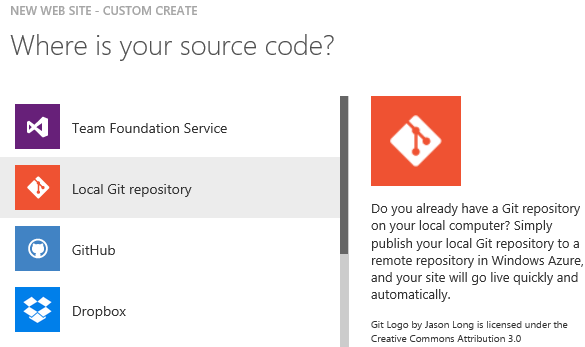 NEW WEB SITE - CUSTOM CREATE
Where is your source code?
Team Foundation Service
Local Git repository
GitHub
Dropbox
Do you already have a Git repository
on your local computer? Simply
publish your local Git repository to a
remote repository in Windows Azure,
and your site will go live quickly and
automatically.
Git Logo by Jason Long is licensed under the
Creative Commons Attribution 3.0